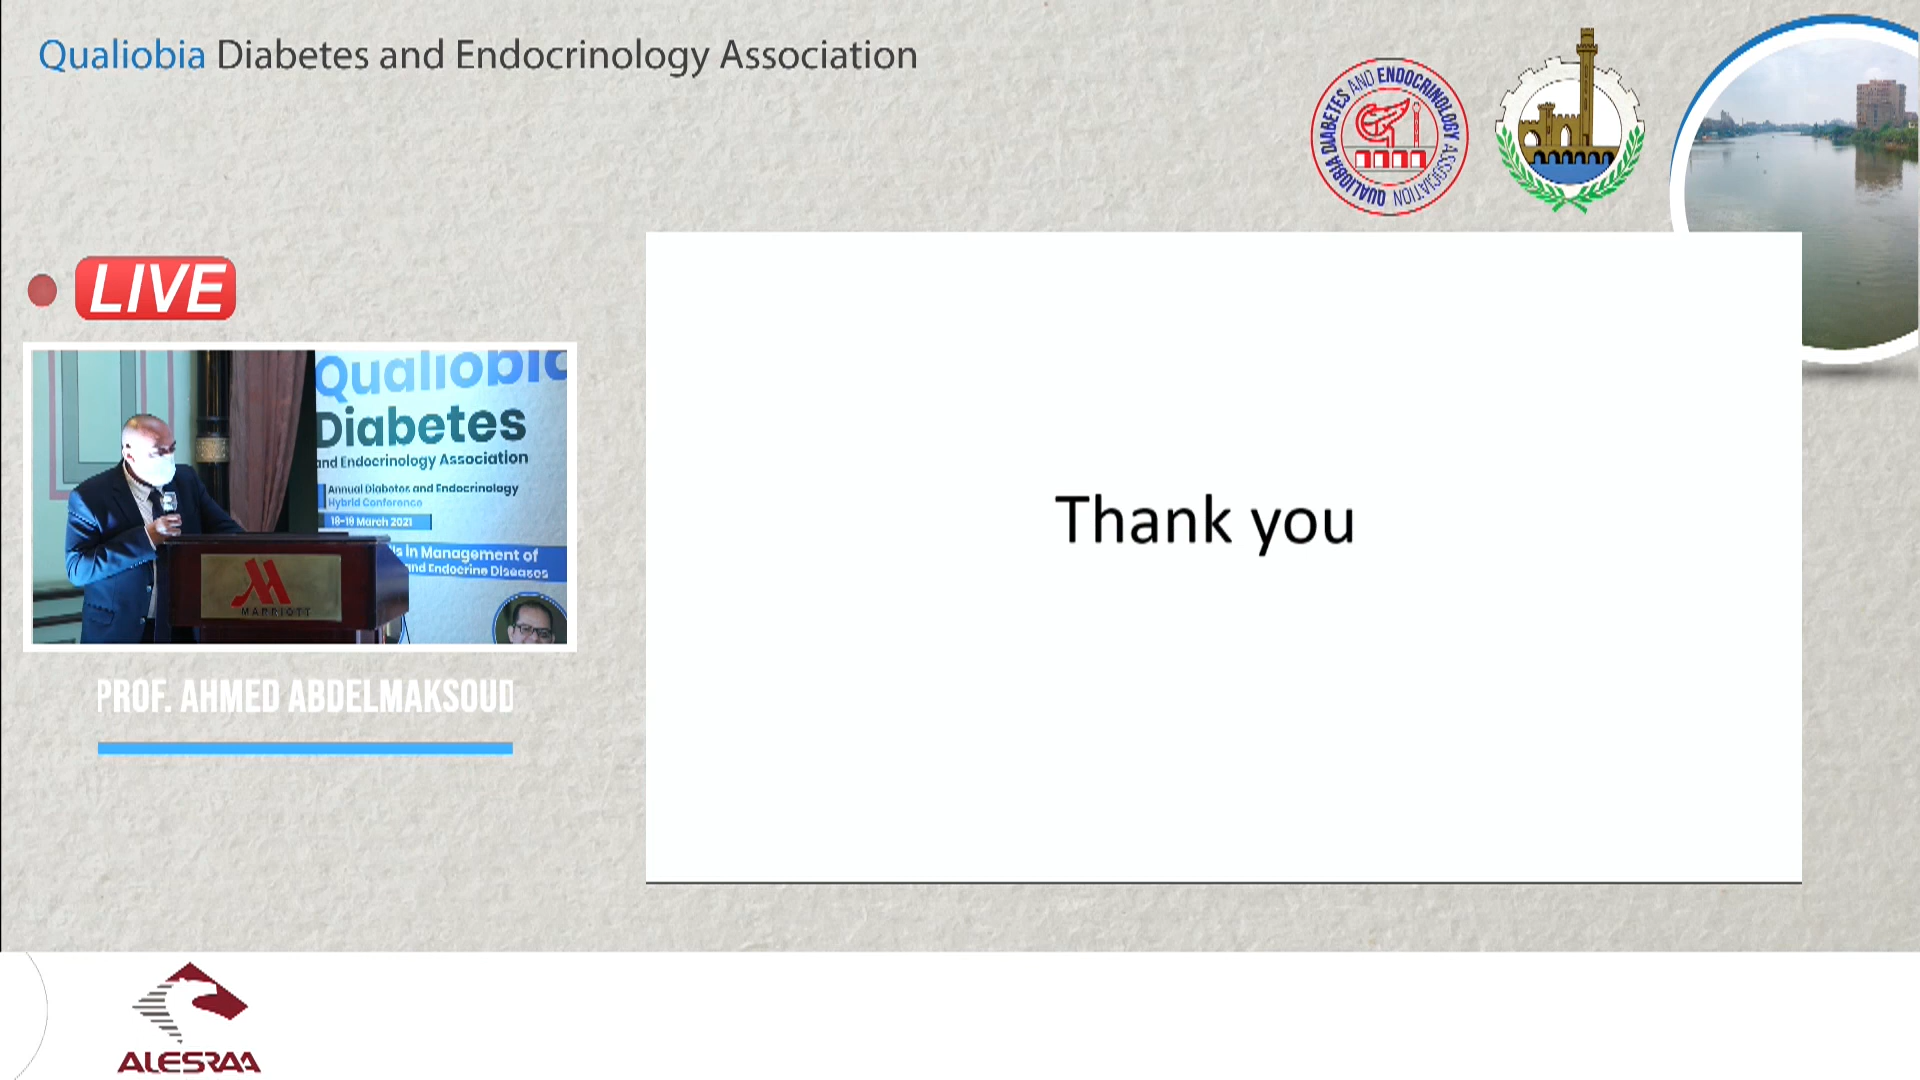 Qualiobia Diabetes and Endocrinology Association
QUALIOBIA DIABETES AND ENDOCRINOLOGY ASSOCIATION
LIVE
Qualiobia
Diabetes
and Endocrinology Association
Annual Diabetes and Endocrinology
Hybrid Conference
18-19 March 2021
in Management of
and Endocrine Diseases
MARRIOTT
Thank you
PROF. AHMED ABDELMAKSOUD
ALESRAA